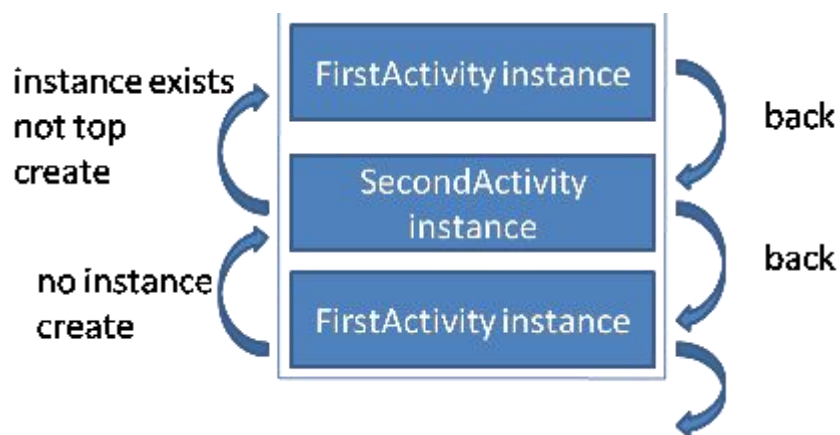 FirstActivity instance
instance exists
not top
create
back
SecondActivity
instance
back
no instance
create
FirstActivity instance